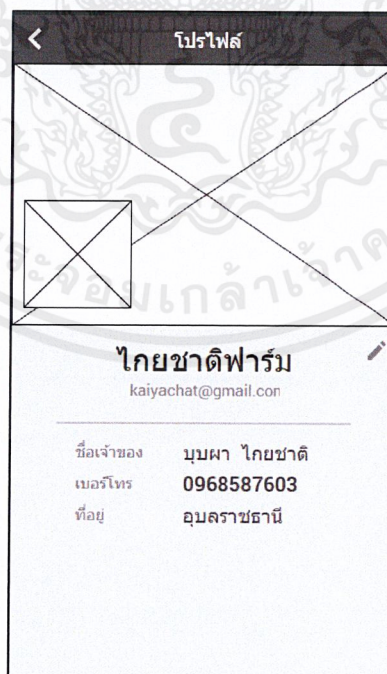 โปรไฟล์
ไกยชาติฟาร์ม
kaiyachat@gmail.con
ชื่อเจ้าของ บุบผา ไกยชาติ
เบอร์โทร 0968587603
ที่อยู่ อุบลราชธานี